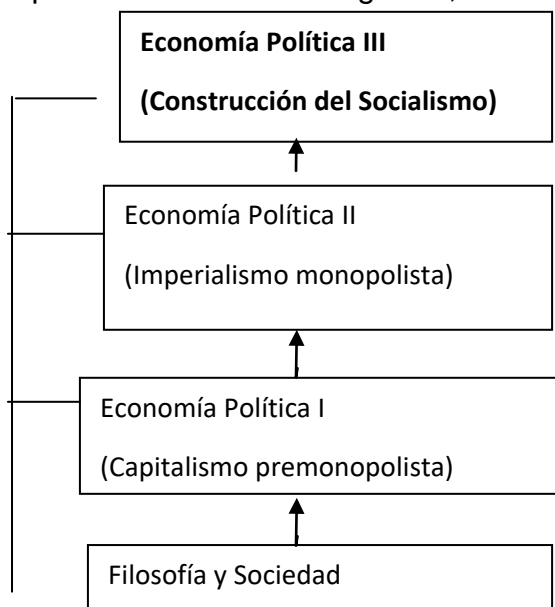 Economía Política III
(Construcción del Socialismo)
Economía Política II
(Imperialismo monopolista)
Economía Política I
(Capitalismo premonopolista)
Filosofía y Sociedad